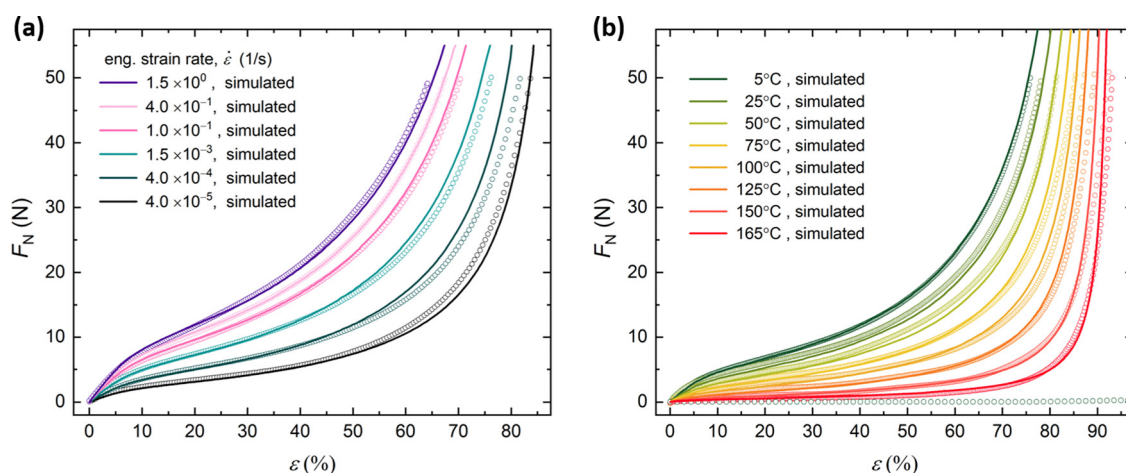 (a)
eng. strain rate, ε̇ (1/s)
1.5 ×10⁰ , simulated
4.0 ×10⁻¹, simulated
1.0 ×10⁻¹, simulated
1.5 ×10⁻³, simulated
4.0 ×10⁻⁴, simulated
4.0 ×10⁻⁵, simulated
F_N (N)
50
40
30
20
10
0
0 10 20 30 40 50 60 70 80
ε (%)
(b)
5°C , simulated
25°C , simulated
50°C , simulated
75°C , simulated
100°C , simulated
125°C , simulated
150°C , simulated
165°C , simulated
F_N (N)
50
40
30
20
10
0
0 10 20 30 40 50 60 70 80 90
ε (%)